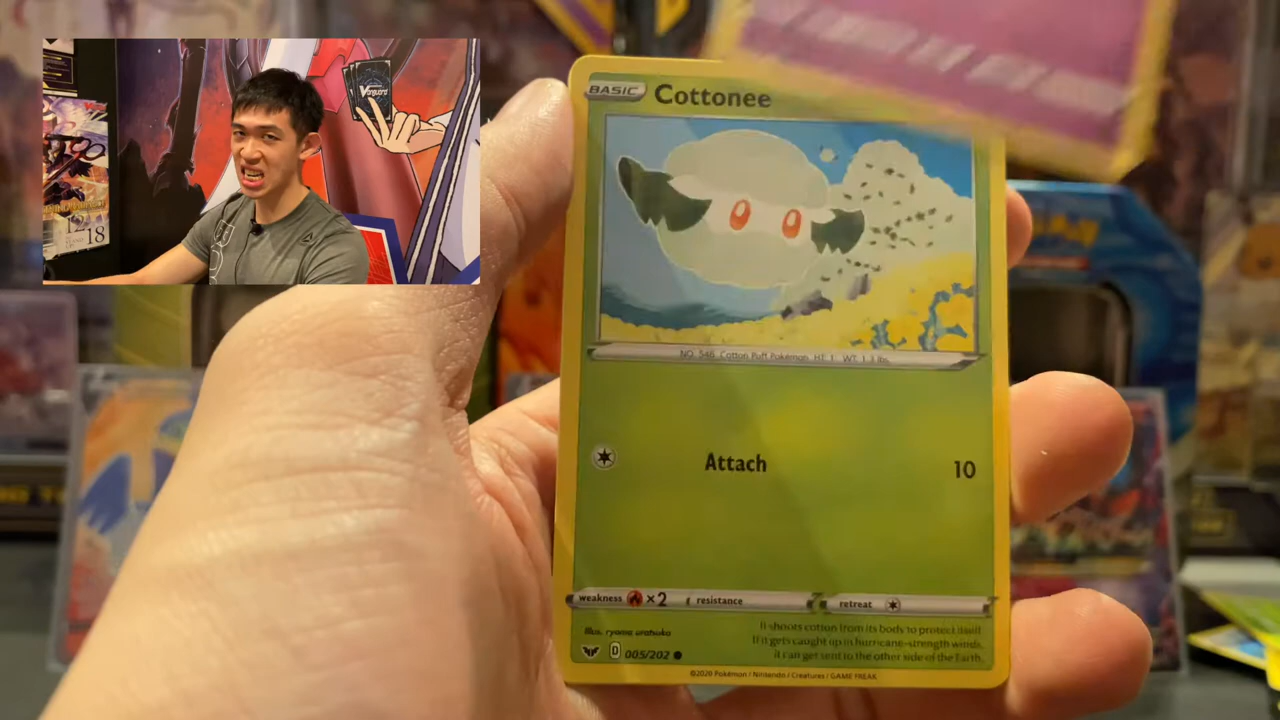 Vanguard
12
18
BASIC Cottonee
NO. 546 Cotton Puff Pokémon HT: 1' WT: 1.3 lbs.
Attach 10
weakness ×2 resistance retreat
Illus. ryoma uratsuka
D 005/202
It shoots cotton from its body to protect itself.
If it gets caught up in hurricane-strength winds,
it can get sent to the other side of the Earth.
©2020 Pokémon / Nintendo / Creatures / GAME FREAK